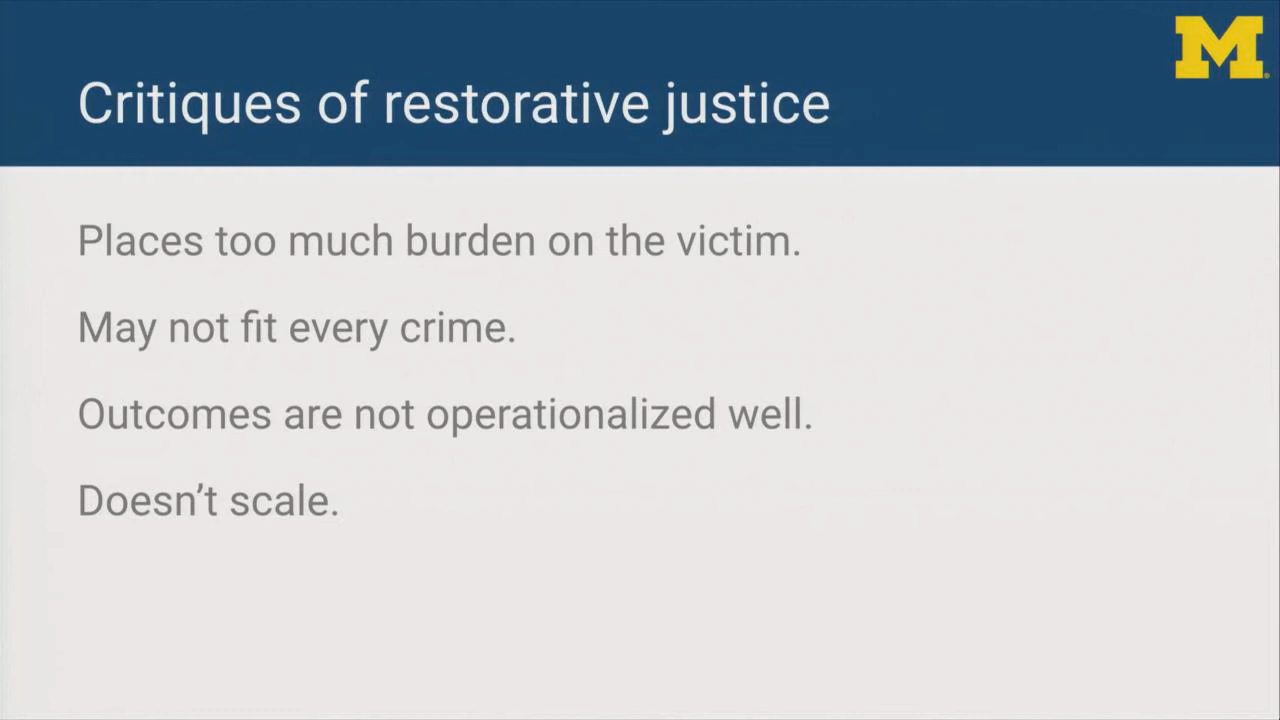 M
Critiques of restorative justice
Places too much burden on the victim.
May not fit every crime.
Outcomes are not operationalized well.
Doesn’t scale.